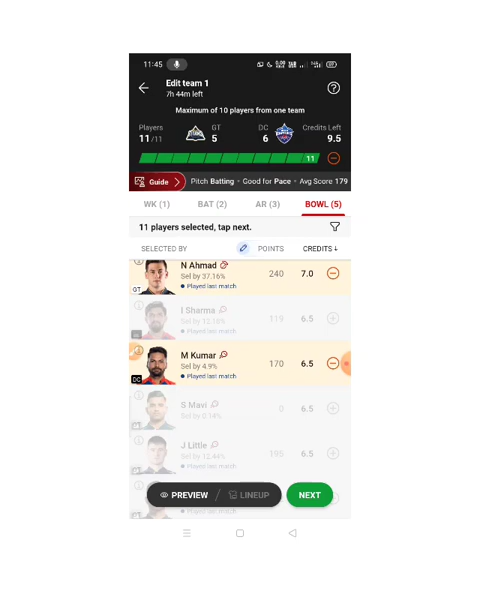 11:45
Edit team 1
7h 44m left
Maximum of 10 players from one team
Players GT DC Credits Left
11/11 5 6 9.5
11
Guide Pitch Batting • Good for Pace • Avg Score 179
WK (1) BAT (2) AR (3) BOWL (5)
11 players selected, tap next.
SELECTED BY POINTS CREDITS↓
N Ahmad
Sel by 37.16% 240 7.0
Played last match
GT
I Sharma
Sel by 12.16% 119 6.5
Played last match
M Kumar
Sel by 4.9% 170 6.5
Played last match
DC
S Mavi
Sel by 0.14% 0 6.5
J Little
Sel by 12.46% 195 6.5
Played last match
PREVIEW / LINEUP NEXT
Played last match
GT